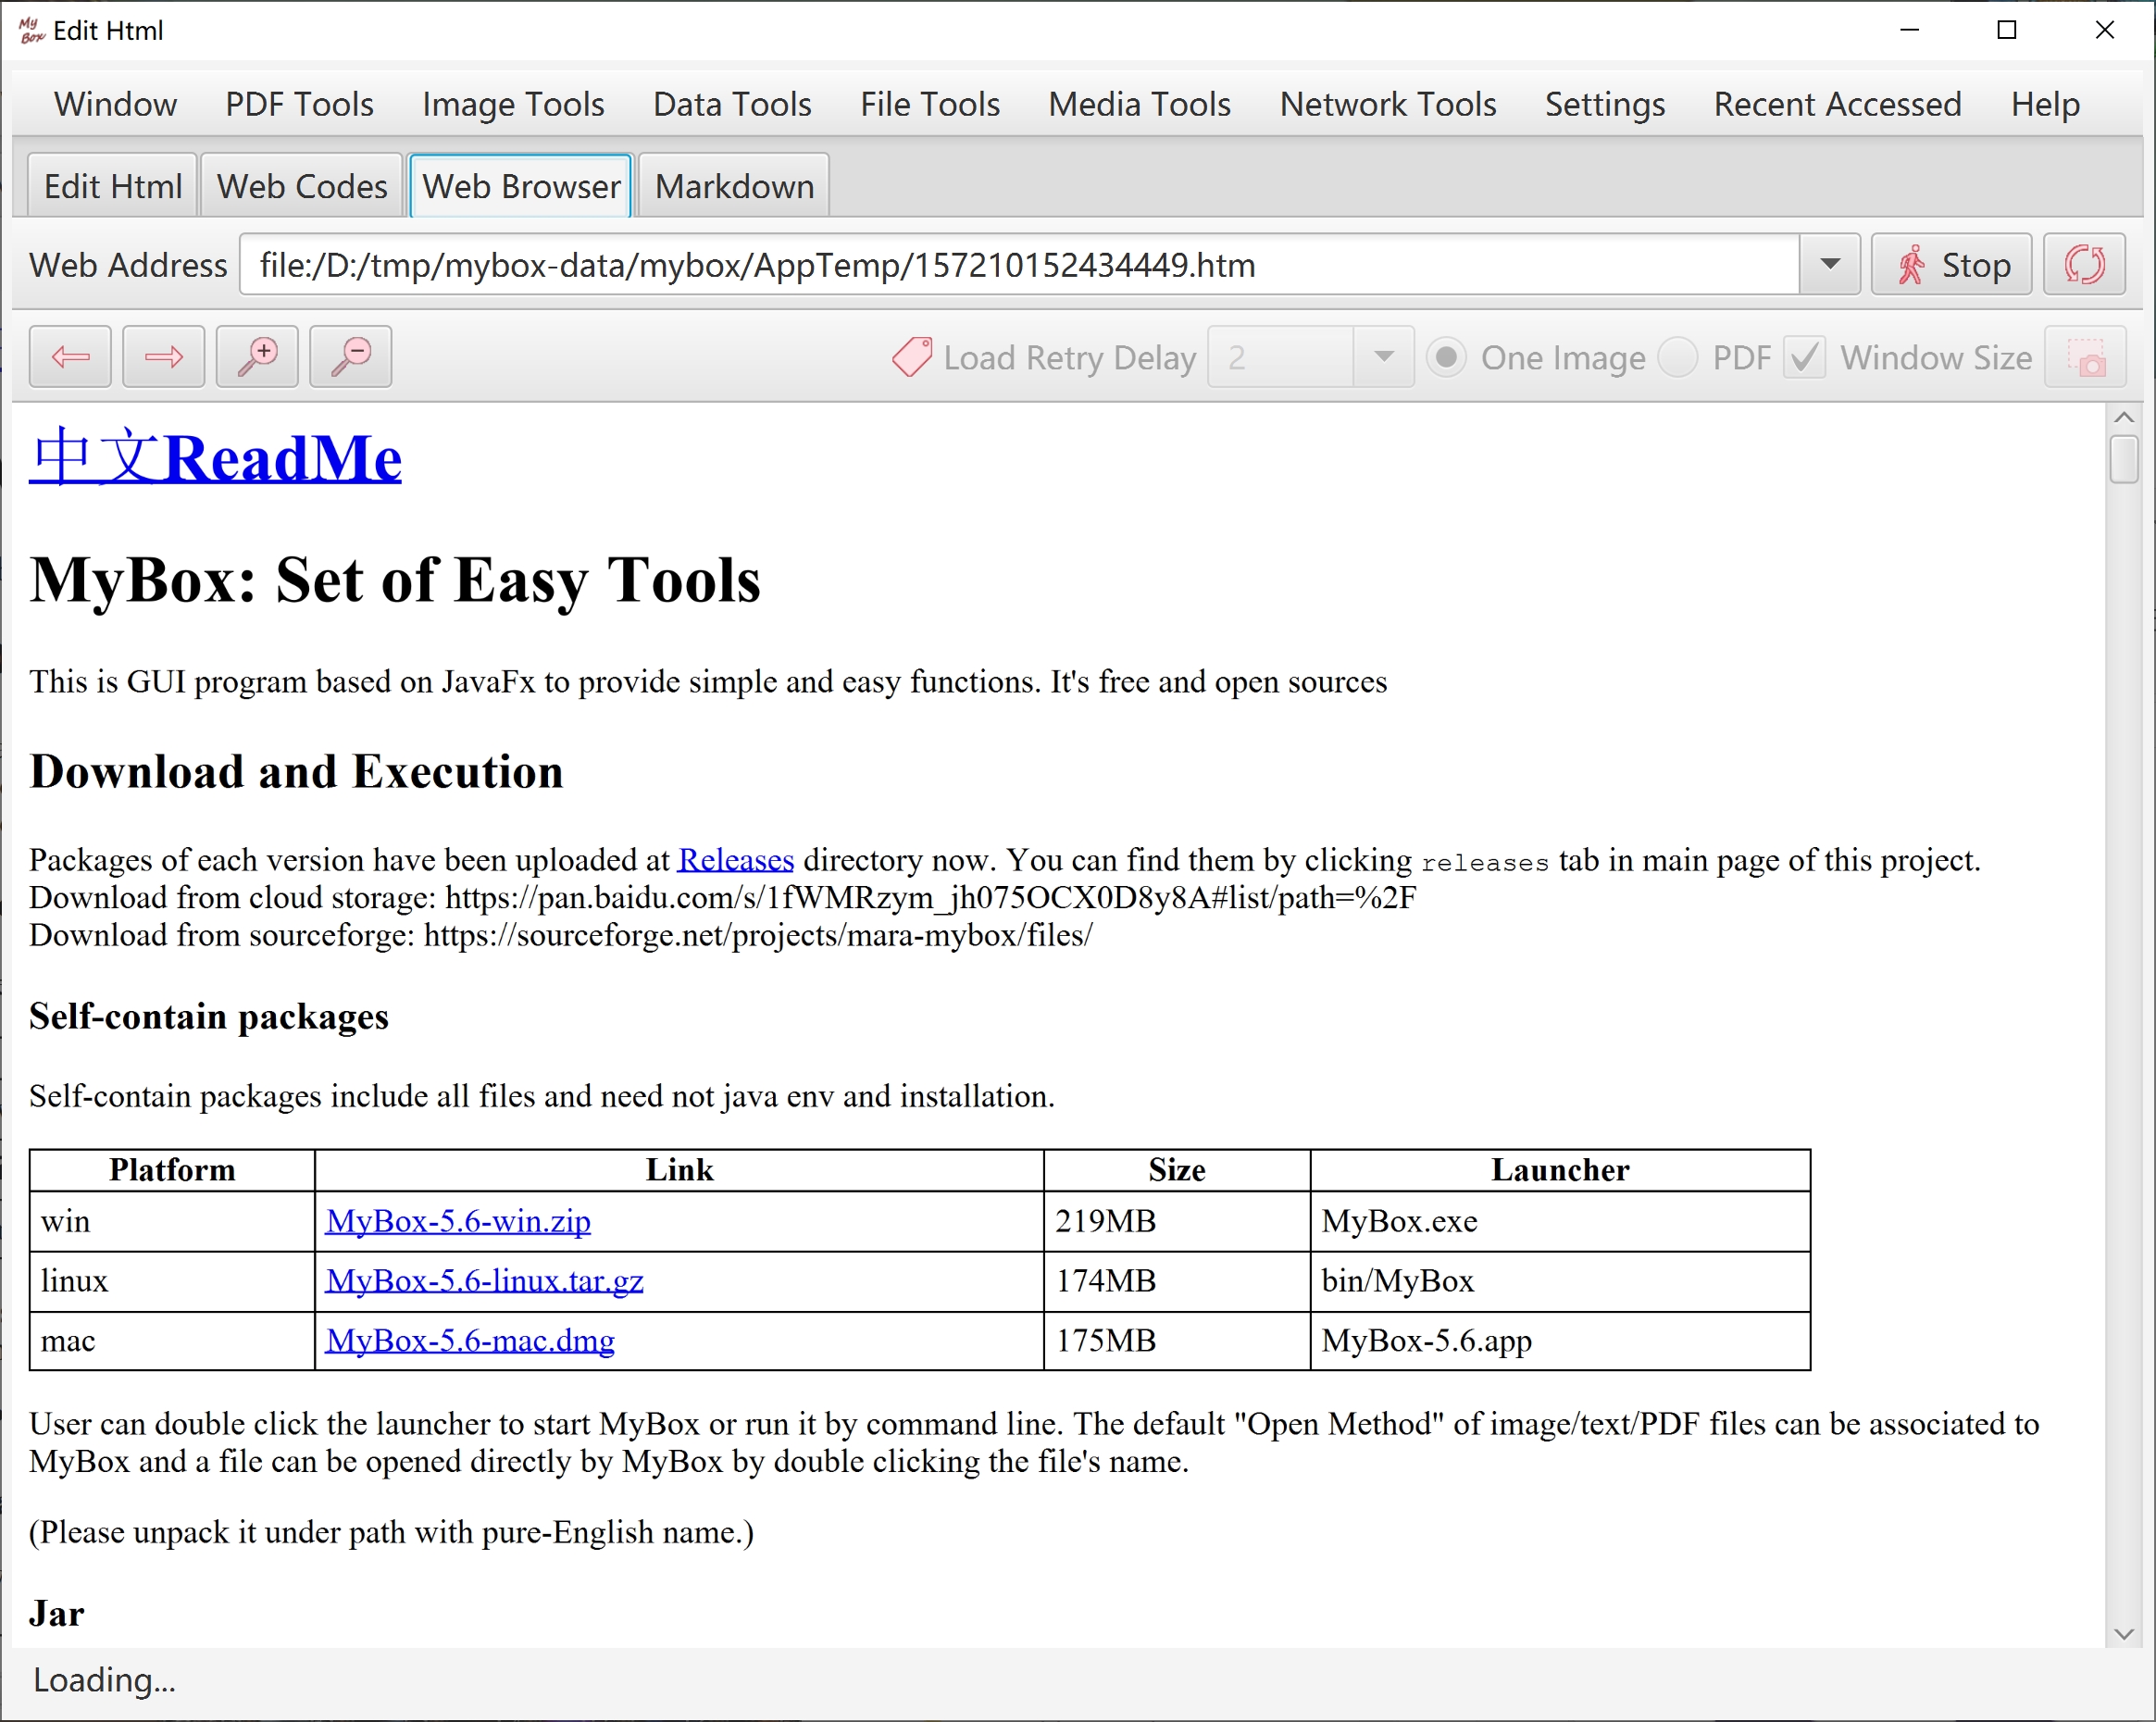 My Box Edit Html
Window PDF Tools Image Tools Data Tools File Tools Media Tools Network Tools Settings Recent Accessed Help
Edit Html Web Codes Web Browser Markdown
Web Address file:/D:/tmp/mybox-data/mybox/AppTemp/157210152434449.htm Stop
Load Retry Delay 2 One Image PDF Window Size
中文ReadMe
MyBox: Set of Easy Tools
This is GUI program based on JavaFx to provide simple and easy functions. It's free and open sources
Download and Execution
Packages of each version have been uploaded at Releases directory now. You can find them by clicking releases tab in main page of this project.
Download from cloud storage: https://pan.baidu.com/s/1fWMRzym_jh075OCX0D8y8A#list/path=%2F
Download from sourceforge: https://sourceforge.net/projects/mara-mybox/files/
Self-contain packages
Self-contain packages include all files and need not java env and installation.
Platform Link Size Launcher
win MyBox-5.6-win.zip 219MB MyBox.exe
linux MyBox-5.6-linux.tar.gz 174MB bin/MyBox
mac MyBox-5.6-mac.dmg 175MB MyBox-5.6.app
User can double click the launcher to start MyBox or run it by command line. The default "Open Method" of image/text/PDF files can be associated to
MyBox and a file can be opened directly by MyBox by double clicking the file's name.
(Please unpack it under path with pure-English name.)
Jar
Loading...